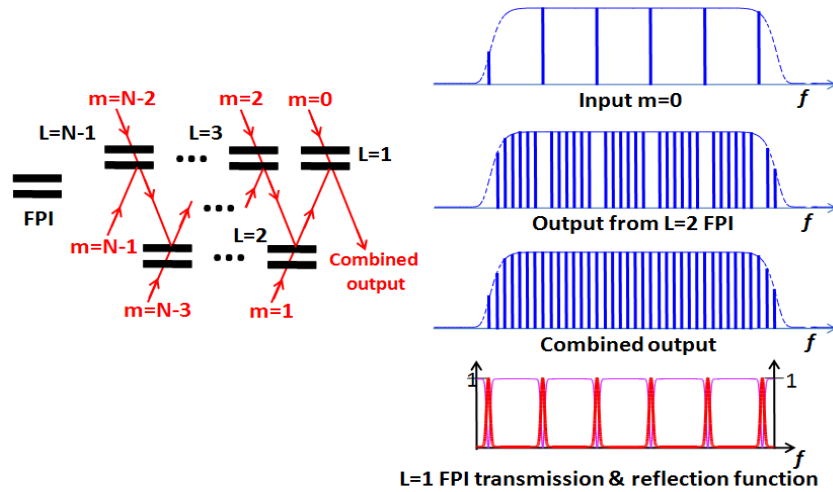 m=N-2
m=2
m=0
L=N-1
L=3
L=1
FPI
L=2
m=N-1
m=N-3
m=1
Combined
output
Input m=0
f
Output from L=2 FPI
f
Combined output
f
1
1
f
L=1 FPI transmission & reflection function